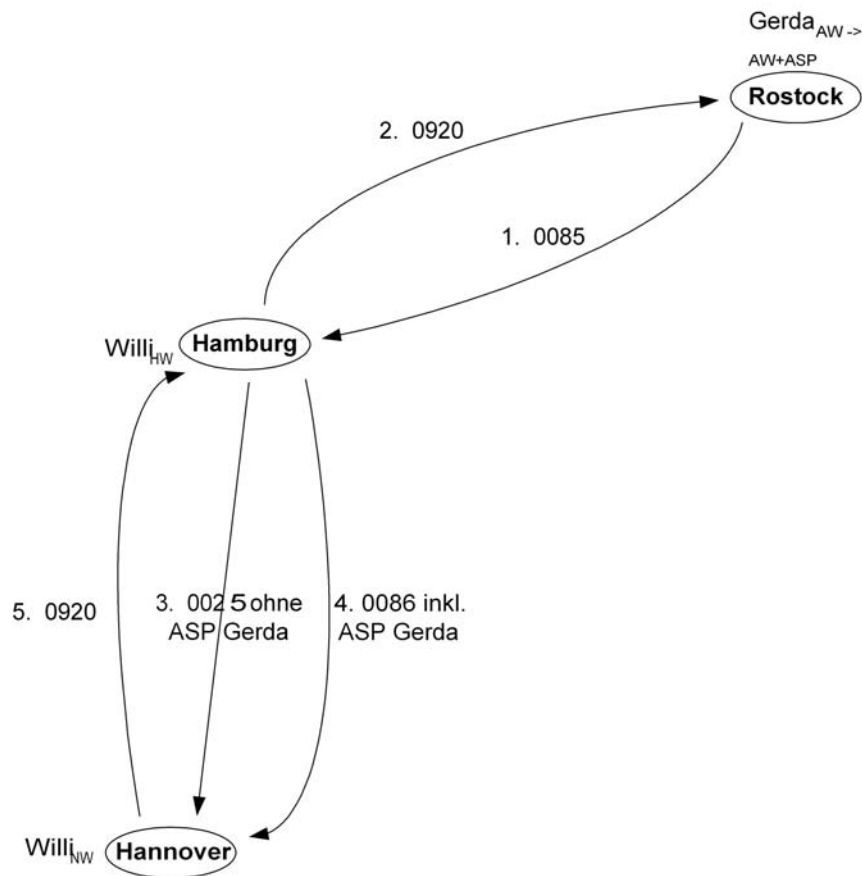 Gerda AW ->
AW+ASP
Rostock
2. 0920
1. 0085
Willi HW
Hamburg
5. 0920
3. 0025 ohne
ASP Gerda
4. 0086 inkl.
ASP Gerda
Willi NW
Hannover